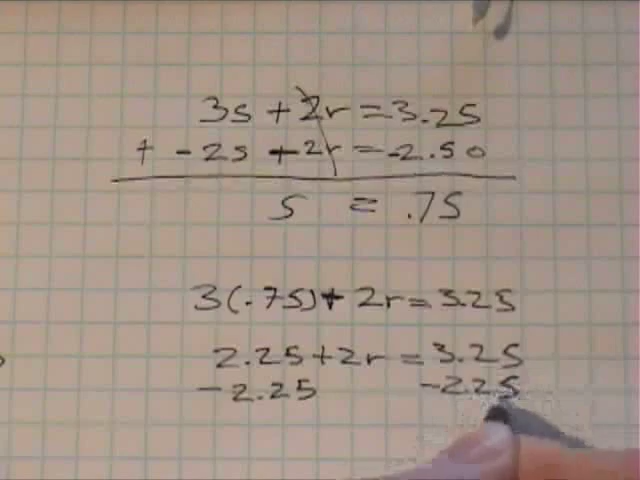 3s + 2r = 3.25
+ -2s + 2r = -2.50
s = .75
3(.75) + 2r = 3.25
2.25 + 2r = 3.25
-2.25 -2.25